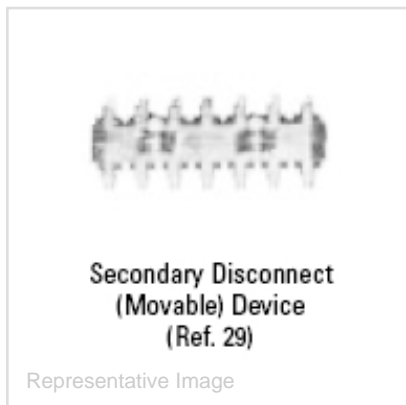 Secondary Disconnect
(Movable) Device
(Ref. 29)
Representative Image